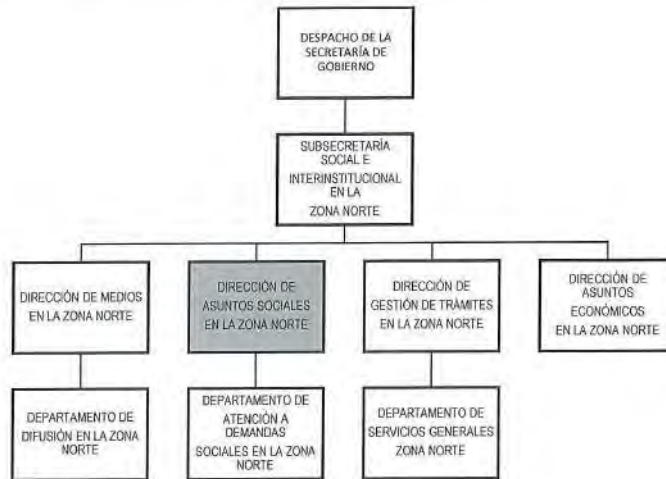 DESPACHO DE LA
SECRETARÍA DE
GOBIERNO
SUBSECRETARÍA
SOCIAL E
INTERINSTITUCIONAL
EN LA
ZONA NORTE
DIRECCIÓN DE MEDIOS
EN LA ZONA NORTE
DIRECCIÓN DE
ASUNTOS SOCIALES
EN LA ZONA NORTE
DIRECCIÓN DE
GESTIÓN DE TRÀMITES
EN LA ZONA NORTE
DIRECCIÓN DE
ASUNTOS
ECONÓMICOS
EN LA ZONA NORTE
DEPARTAMENTO DE
DIFUSIÓN EN LA ZONA
NORTE
DEPARTAMENTO DE
ATENCIÓN A
DEMANDAS
SOCIALES EN LA ZONA
NORTE
DEPARTAMENTO DE
SERVICIOS GENERALES
ZONA NORTE